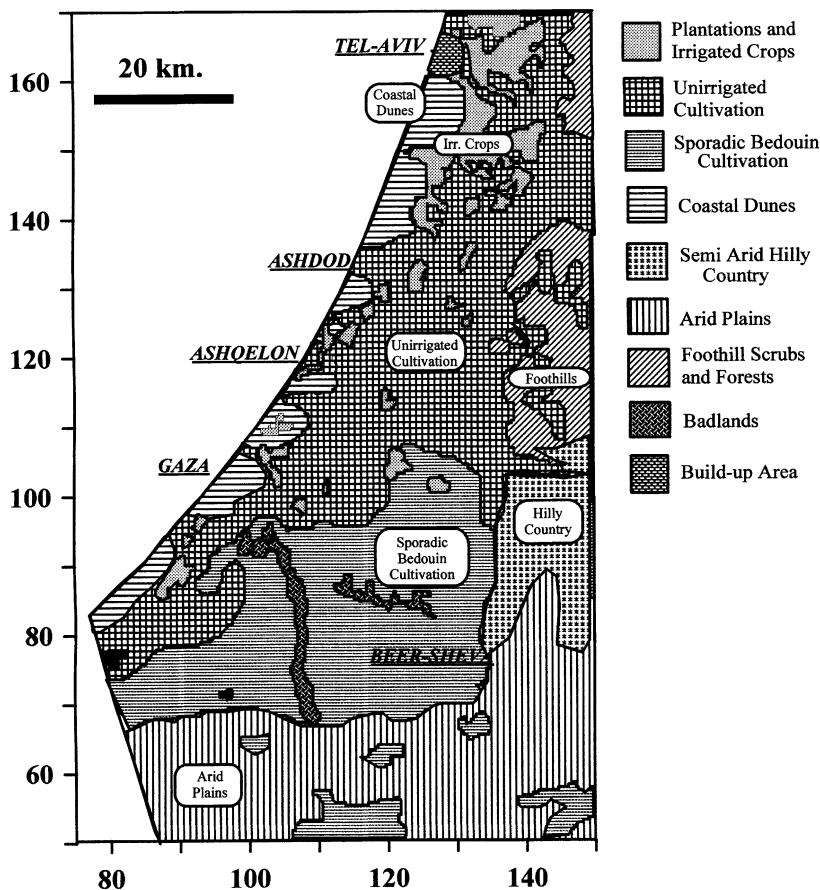 TEL-AVIV
20 km.
Coastal
Dunes
Irr. Crops
ASHDOD
ASHQELON
Unirrigated
Cultivation
Foothills
GAZA
Hilly
Country
Sporadic
Bedouin
Cultivation
BEER-SHEVA
Arid
Plains
160
140
120
100
80
60
80
100
120
140
Plantations and
Irrigated Crops
Unirrigated
Cultivation
Sporadic Bedouin
Cultivation
Coastal Dunes
Semi Arid Hilly
Country
Arid Plains
Foothill Scrubs
and Forests
Badlands
Build-up Area